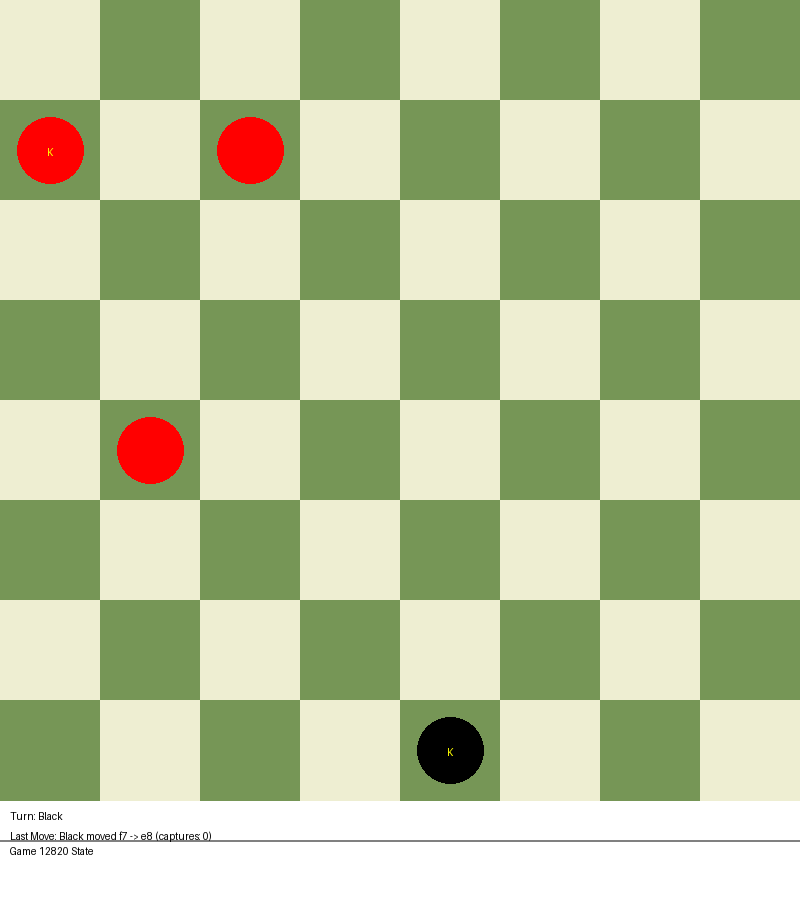 K
K
Turn: Black
Last Move: Black moved f7 -> e8 (captures: 0)
Game 12820 State